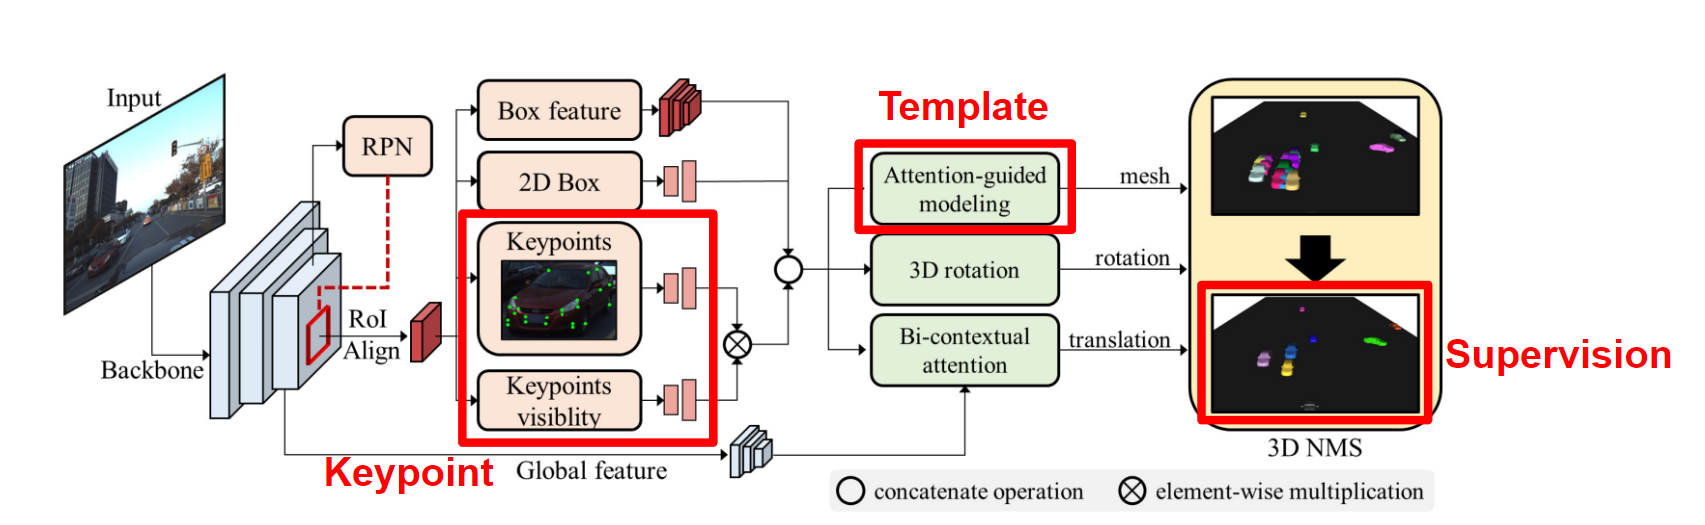 Input
Backbone
RPN
RoI
Align
Box feature
2D Box
Keypoints
Keypoints
visiblity
Keypoint
Global feature
Template
Attention-guided
modeling
3D rotation
Bi-contextual
attention
mesh
rotation
translation
Supervision
3D NMS
concatenate operation
element-wise multiplication